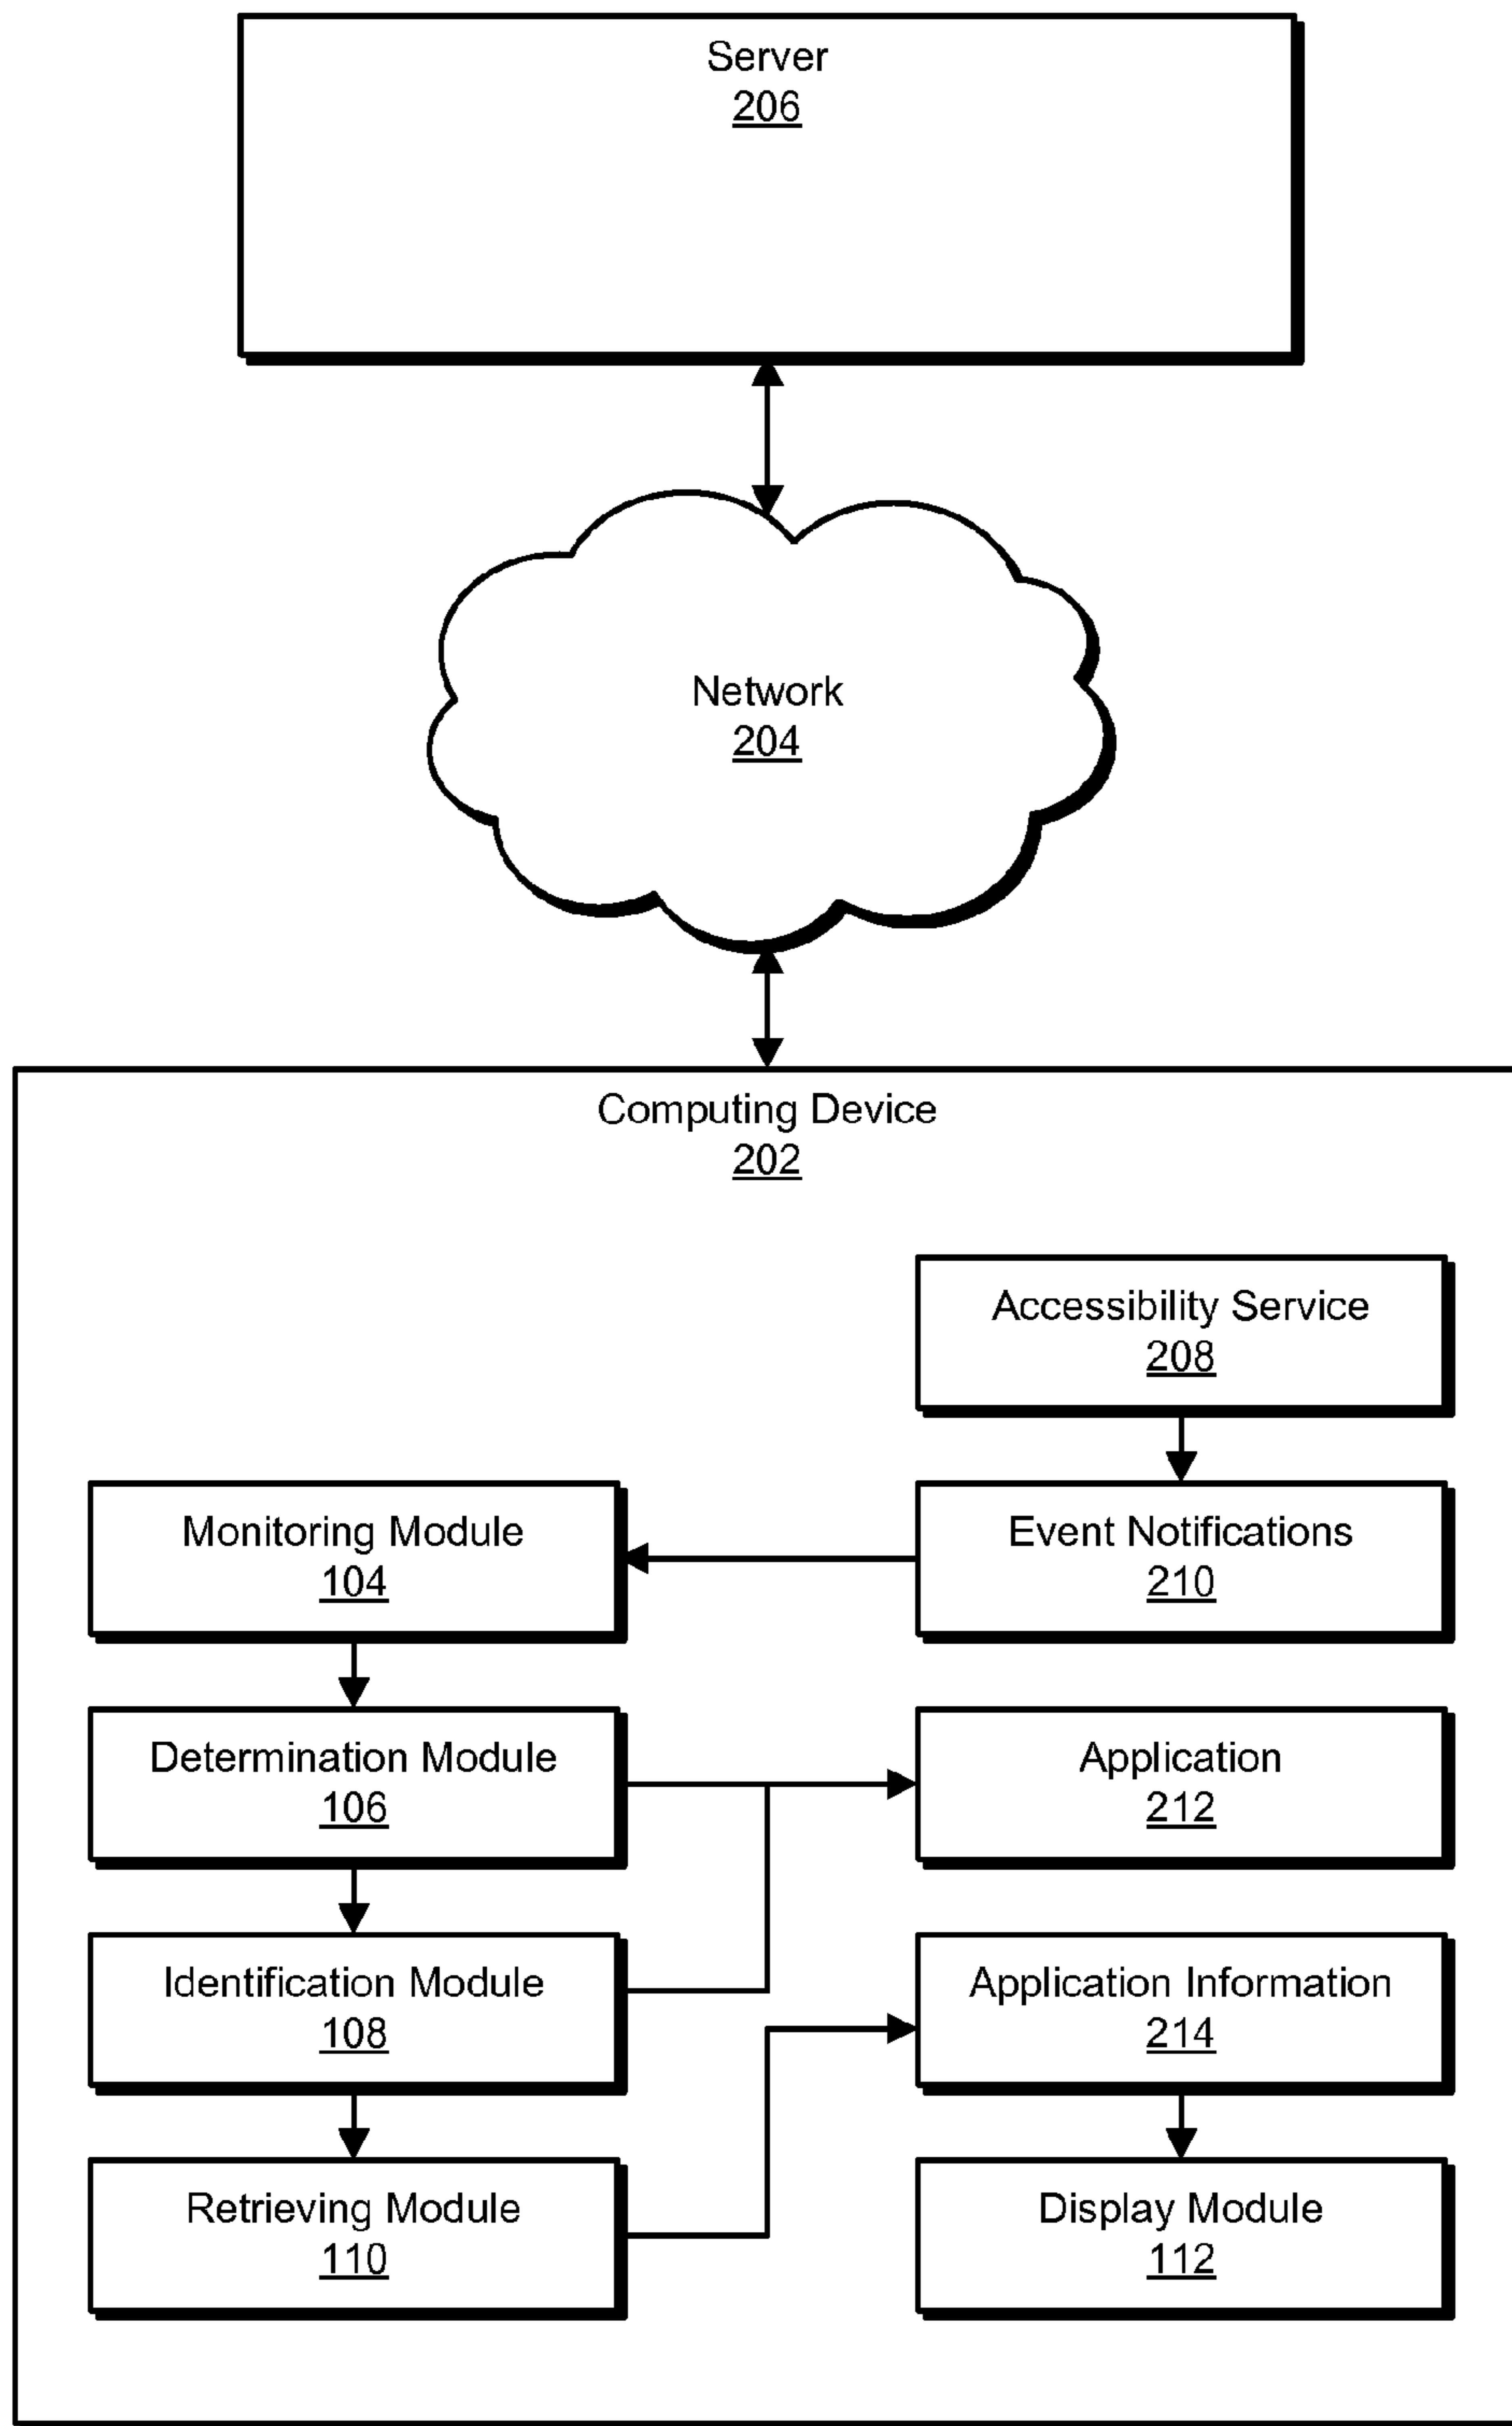 Server
206
Network
204
Computing Device
202
Accessibility Service
208
Monitoring Module
104
Event Notifications
210
Determination Module
106
Application
212
Identification Module
108
Application Information
214
Retrieving Module
110
Display Module
112